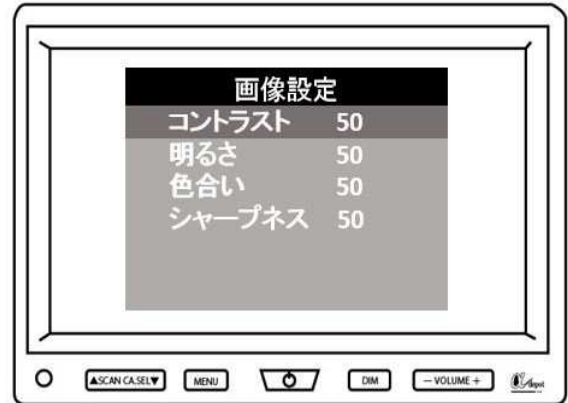 画像設定
コントラスト 50
明るさ 50
色合い 50
シャープネス 50
▲SCAN CA.SEL▼ MENU DIM − VOLUME +